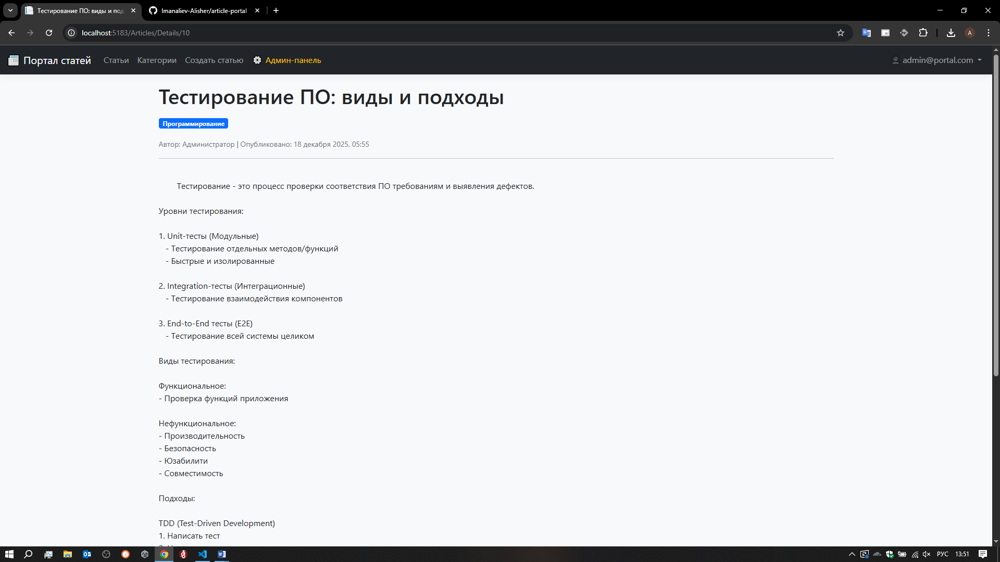 Тестирование ПО: виды и под
Imanaliev-Alisher/article-portal
localhost:5183/Articles/Details/10
A
Портал статей
Статьи
Категории
Создать статью
Админ-панель
admin@portal.com
Тестирование ПО: виды и подходы
Программирование
Автор: Администратор | Опубликовано: 18 декабря 2025, 05:55
Тестирование - это процесс проверки соответствия ПО требованиям и выявления дефектов.
Уровни тестирования:
1. Unit-тесты (Модульные)
- Тестирование отдельных методов/функций
- Быстрые и изолированные
2. Integration-тесты (Интеграционные)
- Тестирование взаимодействия компонентов
3. End-to-End тесты (E2E)
- Тестирование всей системы целиком
Виды тестирования:
Функциональное:
- Проверка функций приложения
Нефункциональное:
- Производительность
- Безопасность
- Юзабилити
- Совместимость
Подходы:
TDD (Test-Driven Development)
1. Написать тест
РУС
13:51